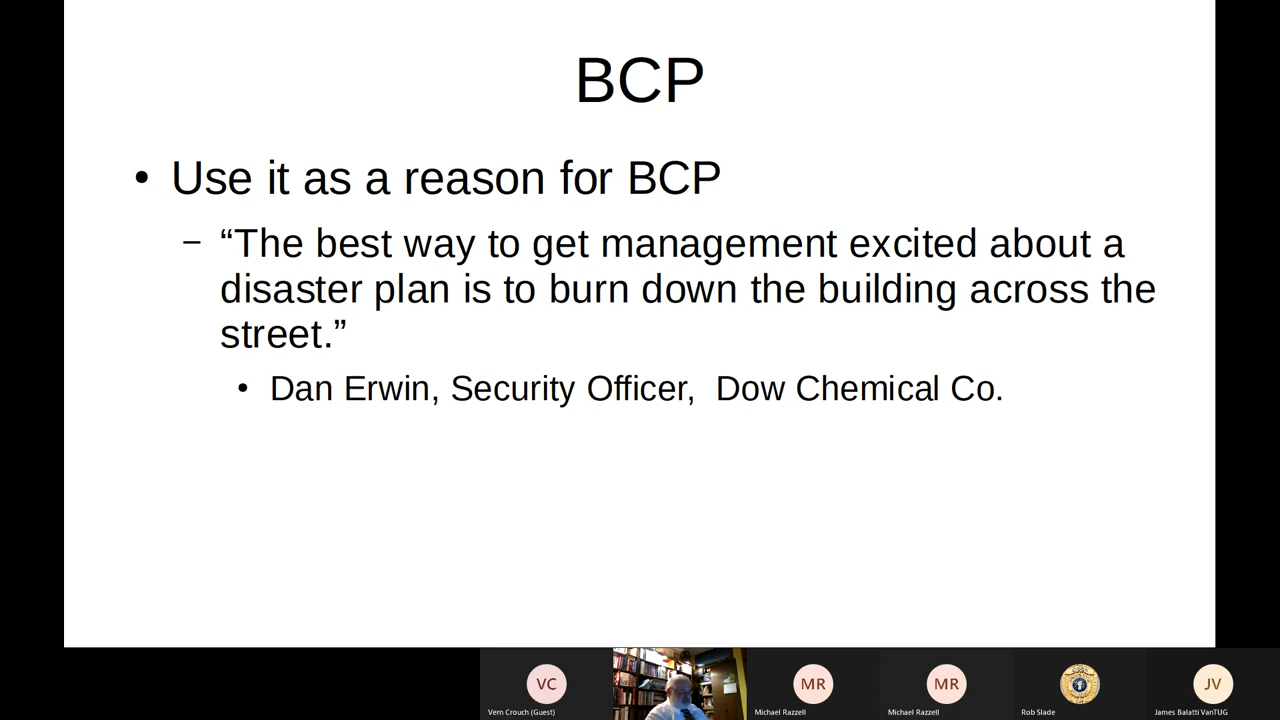 BCP
• Use it as a reason for BCP
– “The best way to get management excited about a
disaster plan is to burn down the building across the
street.”
• Dan Erwin, Security Officer,  Dow Chemical Co.
VC
MR
MR
JV
Vern Crouch (Guest)
Michael Razzell
Michael Razzell
Rob Slade
James Balatti VanTUG